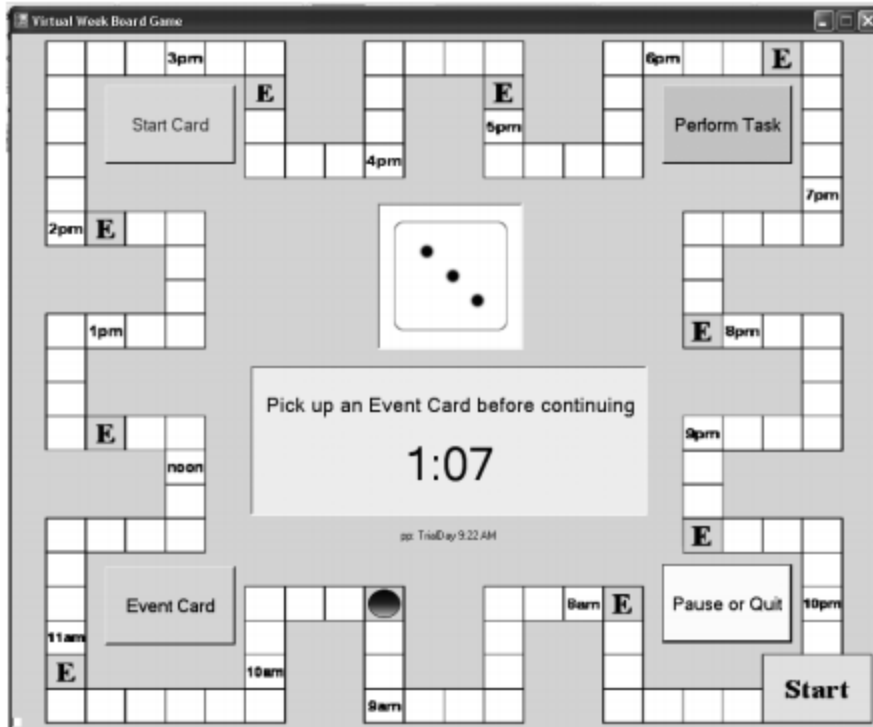 Virtual Week Board Game
3pm
6pm
E
E
E
Start Card
Perform Task
5pm
4pm
7pm
2pm
E
1pm
E
8pm
Pick up an Event Card before continuing
E
9pm
1:07
noon
pp: TrialDay 9:22 AM
E
Event Card
8am
E
Pause or Quit
10pm
11am
E
10am
Start
9am